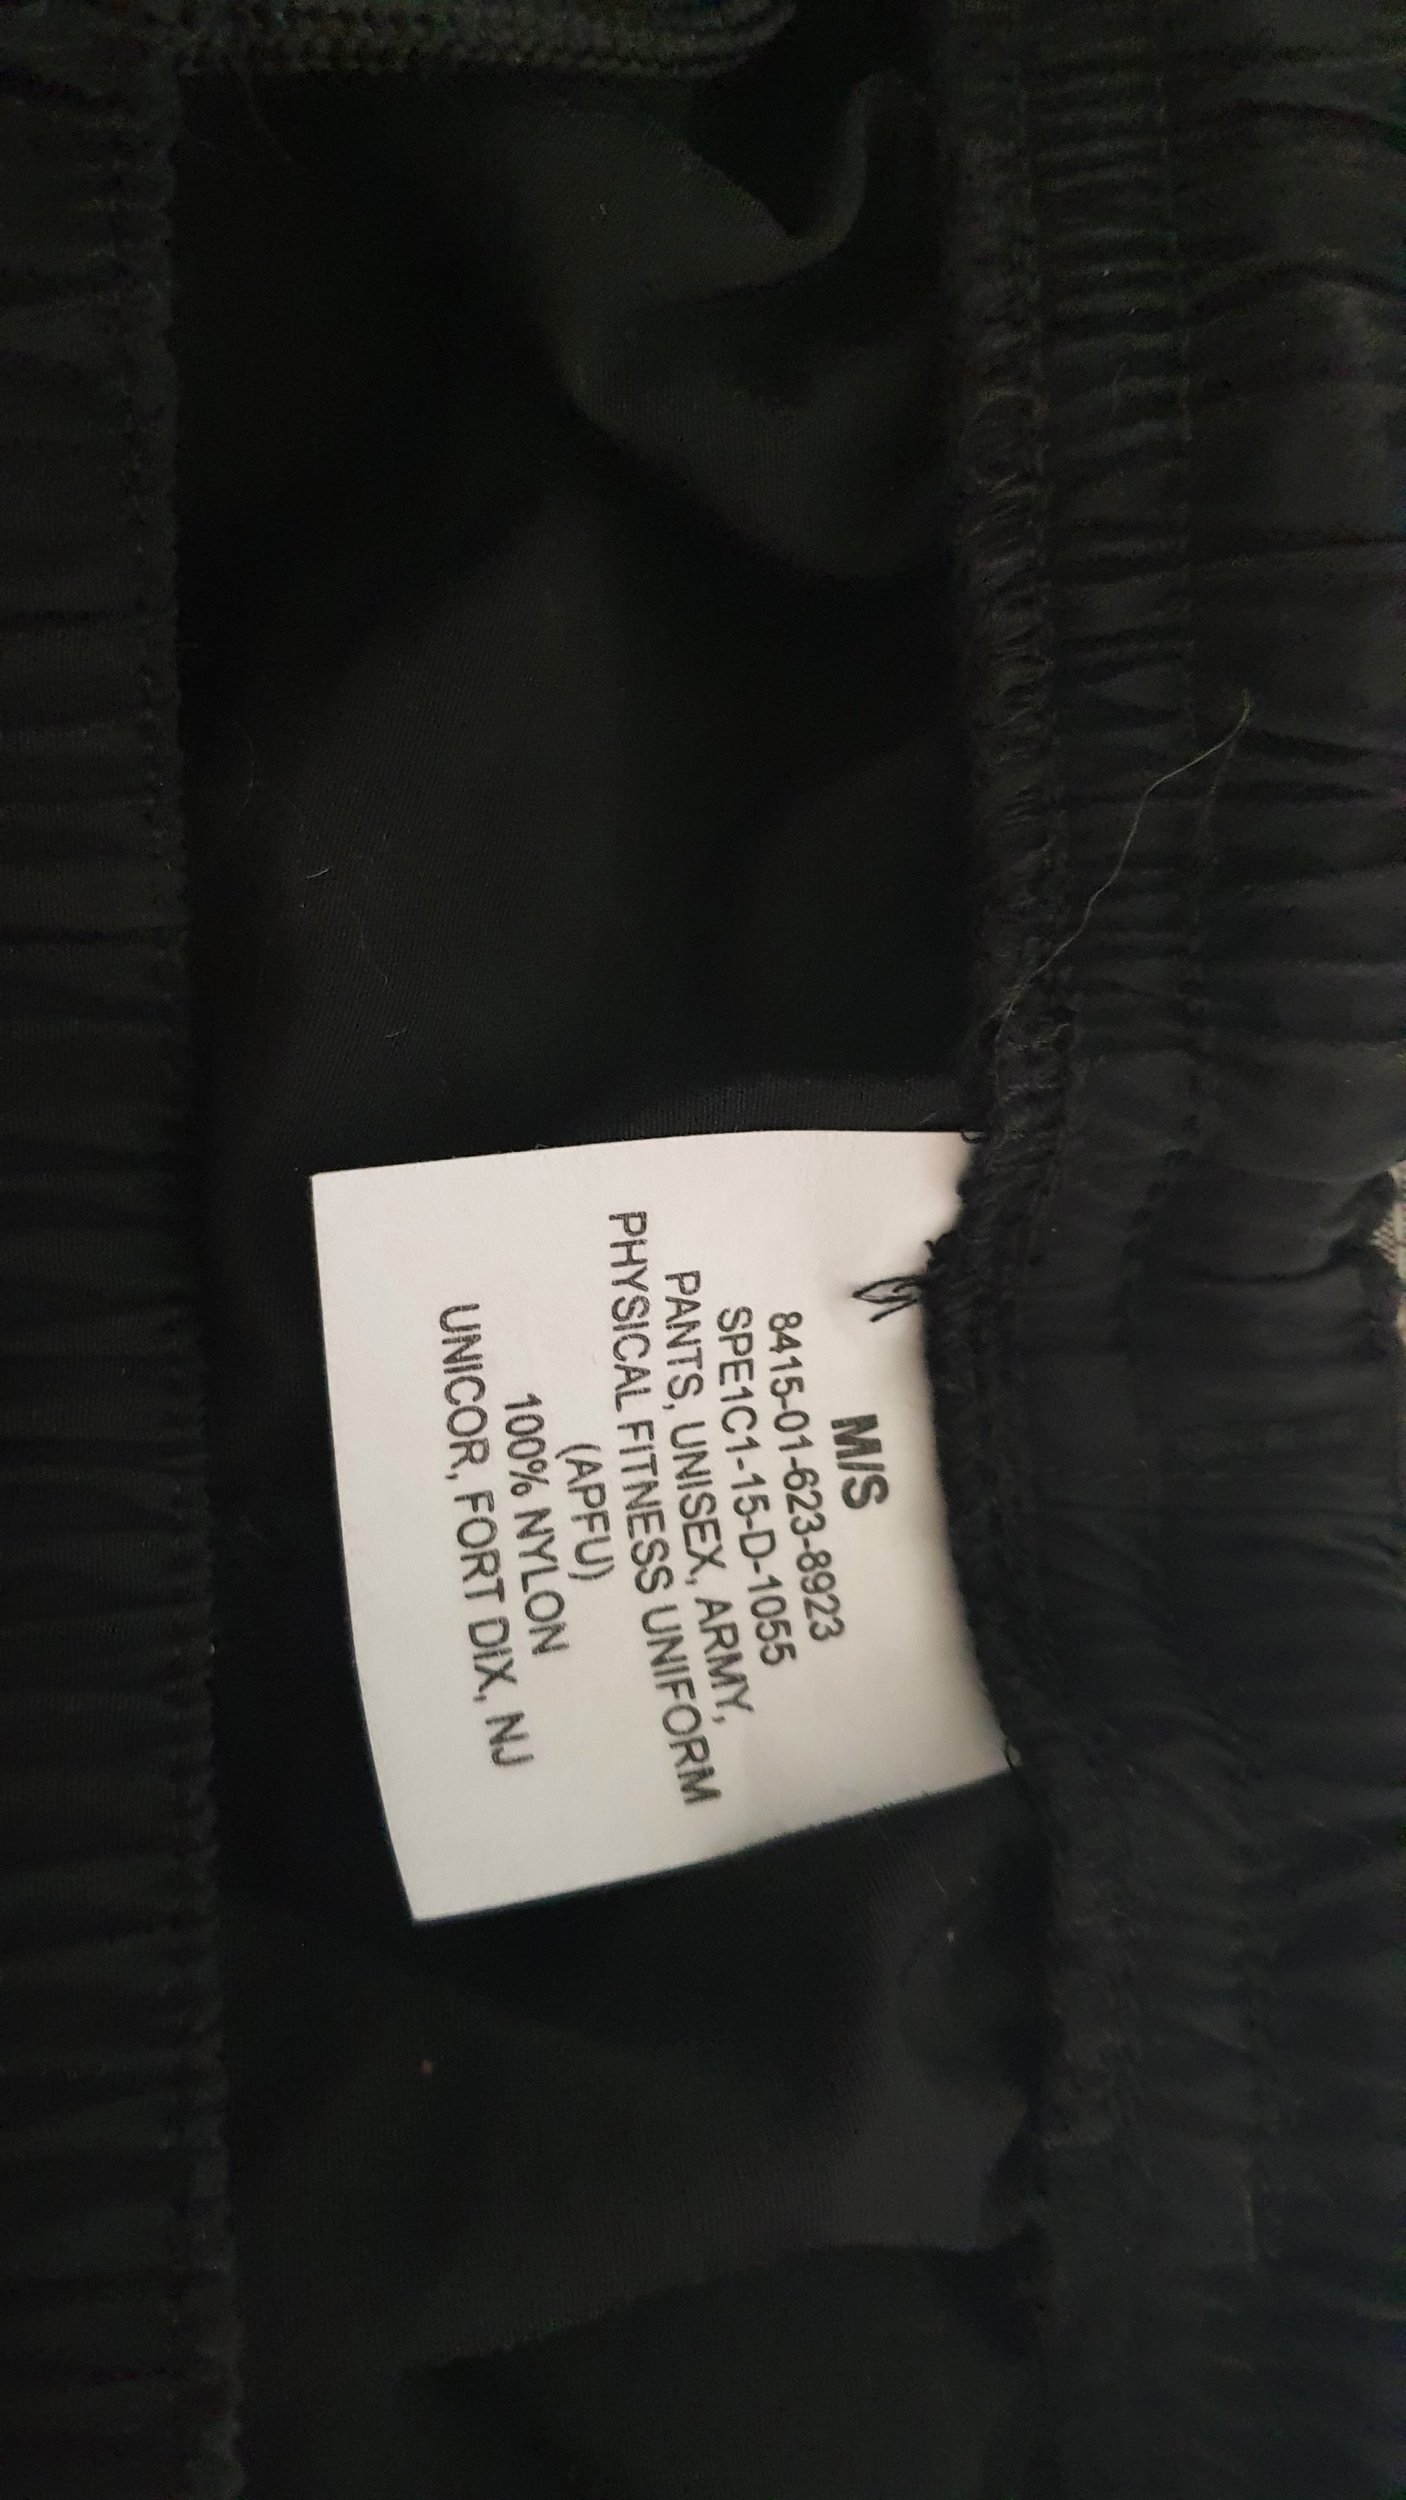 M/S
8415-01-623-8923
SPE1C1-15-D-1055
PANTS, UNISEX, ARMY,
PHYSICAL FITNESS UNIFORM
(APFU)
100% NYLON
UNICOR, FORT DIX, NJ